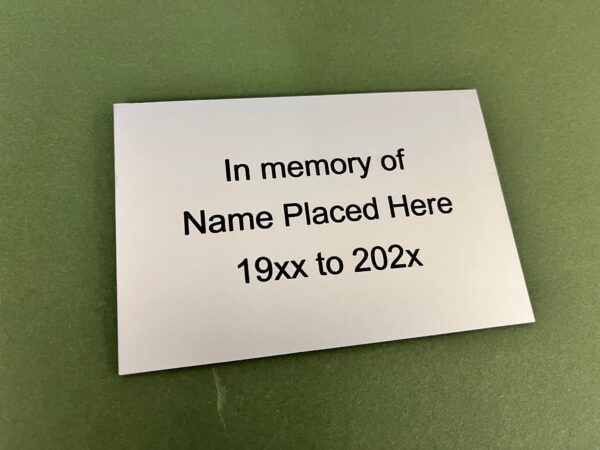 In memory of
Name Placed Here
19xx to 202x